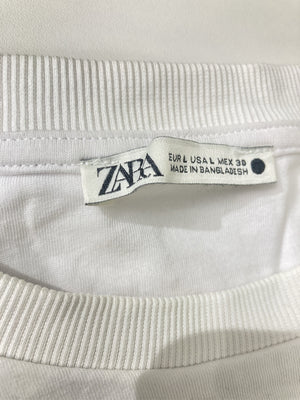 ZARA
EUR L USA L MEX 30
MADE IN BANGLADESH